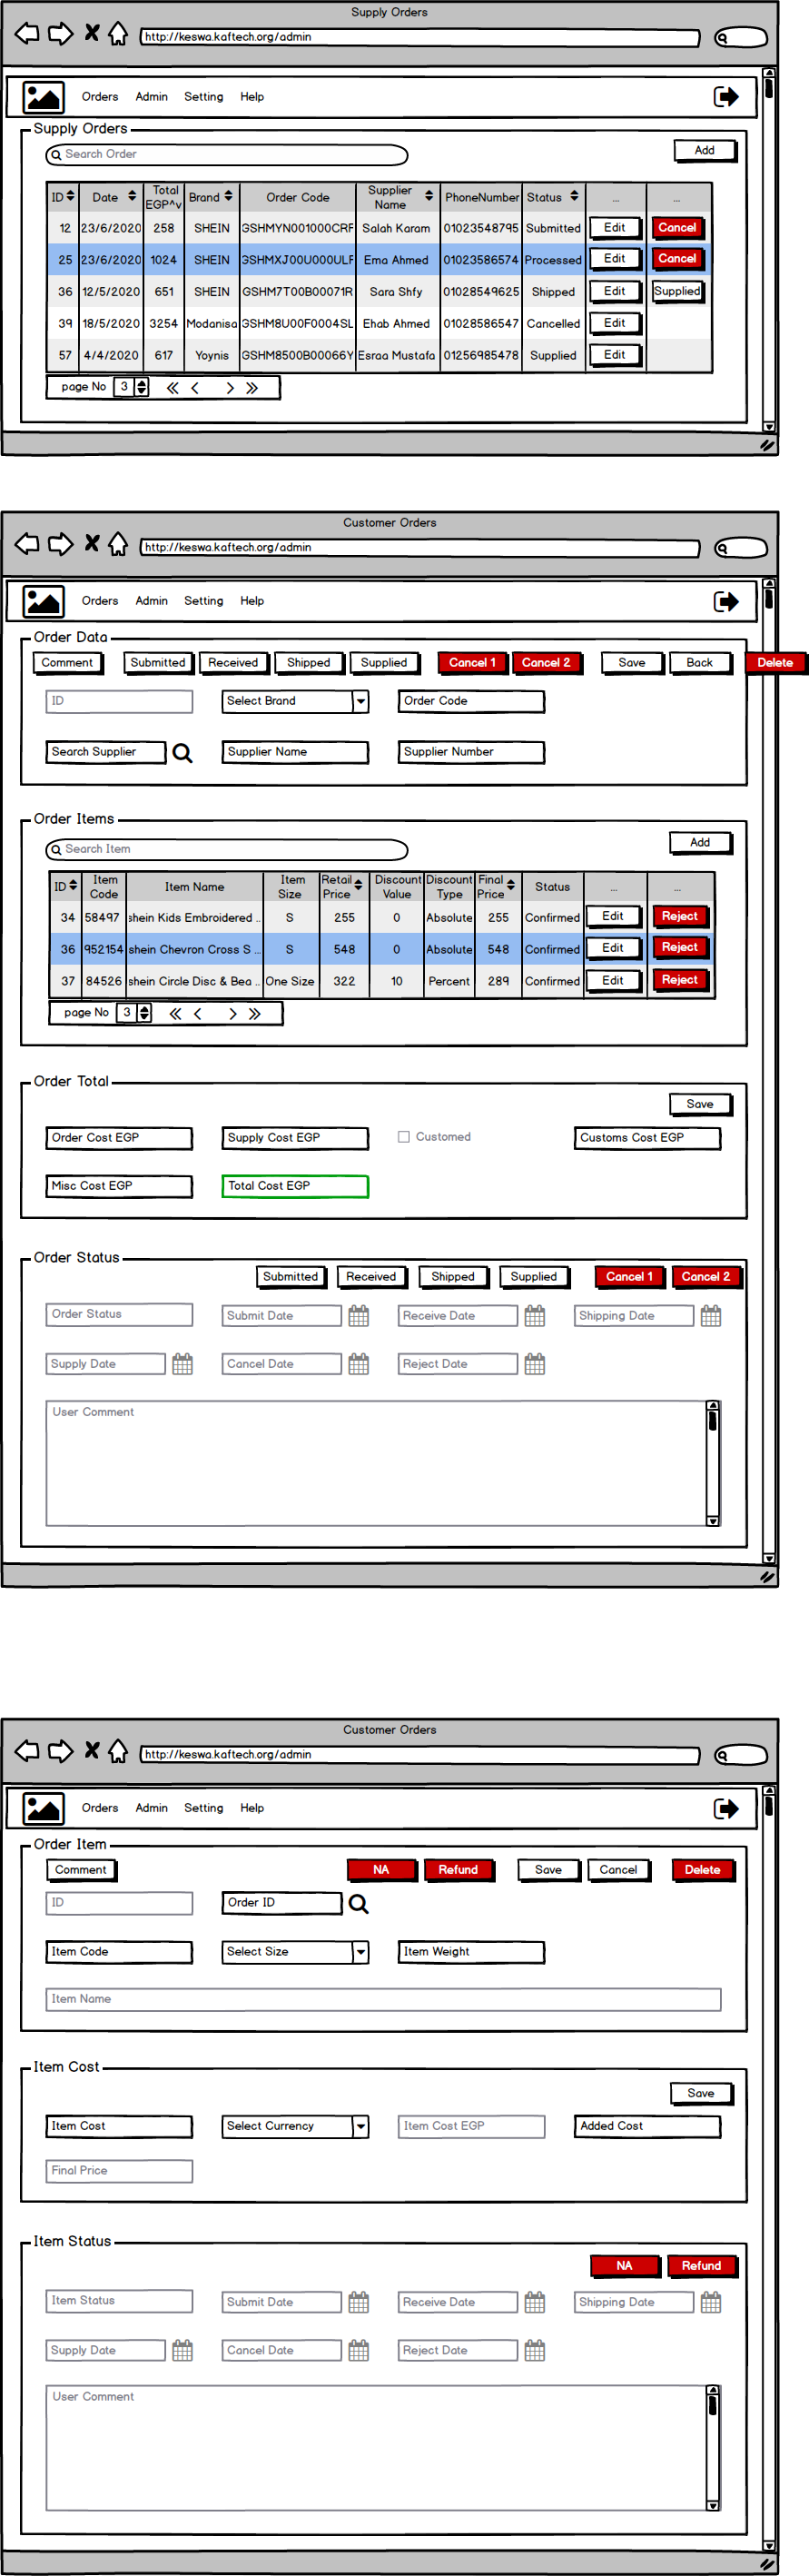 Supply Orders
http://keswa.kaftech.org/admin
Orders Admin Setting Help
Supply Orders
Search Order Add
ID Date Total EGP^v Brand Order Code Supplier Name PhoneNumber Status ... ...
12 23/6/2020 258 SHEIN GSHMYN001000CRF Salah Karam 01023548795 Submitted Edit Cancel
25 23/6/2020 1024 SHEIN GSHMXJ00U000ULF Ema Ahmed 01023586574 Processed Edit Cancel
36 12/5/2020 651 SHEIN GSHM7T00B00071R Sara Shfy 01028549625 Shipped Edit Supplied
39 18/5/2020 3254 Modanisa GSHM8U00F0004SL Ehab Ahmed 01028586547 Cancelled Edit
57 4/4/2020 617 Yoynis GSHM8500B00066Y Esraa Mustafa 01256985478 Supplied Edit
page No 3
Customer Orders
http://keswa.kaftech.org/admin
Orders Admin Setting Help
Order Data
Comment Submitted Received Shipped Supplied Cancel 1 Cancel 2 Save Back Delete
ID Select Brand Order Code
Search Supplier Supplier Name Supplier Number
Order Items
Search Item Add
ID Item Code Item Name Item Size Retail Price Discount Value Discount Type Final Price Status ... ...
34 58497 shein Kids Embroidered .. S 255 0 Absolute 255 Confirmed Edit Reject
36 952154 shein Chevron Cross S ... S 548 0 Absolute 548 Confirmed Edit Reject
37 84526 shein Circle Disc & Bea .. One Size 322 10 Percent 289 Confirmed Edit Reject
page No 3
Order Total
Save
Order Cost EGP Supply Cost EGP Customed Customs Cost EGP
Misc Cost EGP Total Cost EGP
Order Status
Submitted Received Shipped Supplied Cancel 1 Cancel 2
Order Status Submit Date Receive Date Shipping Date
Supply Date Cancel Date Reject Date
User Comment
Customer Orders
http://keswa.kaftech.org/admin
Orders Admin Setting Help
Order Item
Comment NA Refund Save Cancel Delete
ID Order ID
Item Code Select Size Item Weight
Item Name
Item Cost
Save
Item Cost Select Currency Item Cost EGP Added Cost
Final Price
Item Status
NA Refund
Item Status Submit Date Receive Date Shipping Date
Supply Date Cancel Date Reject Date
User Comment